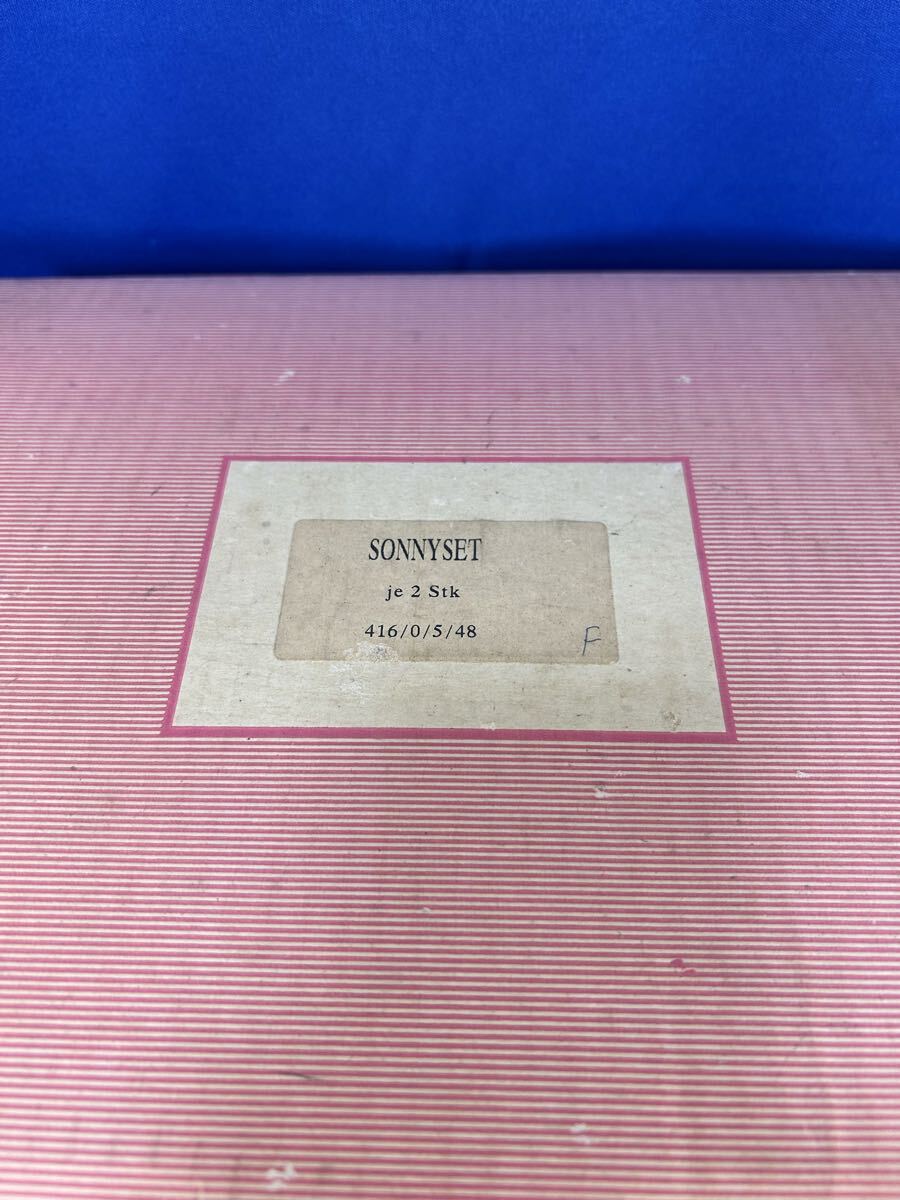 SONNYSET
je 2 Stk
416/0/5/48
F